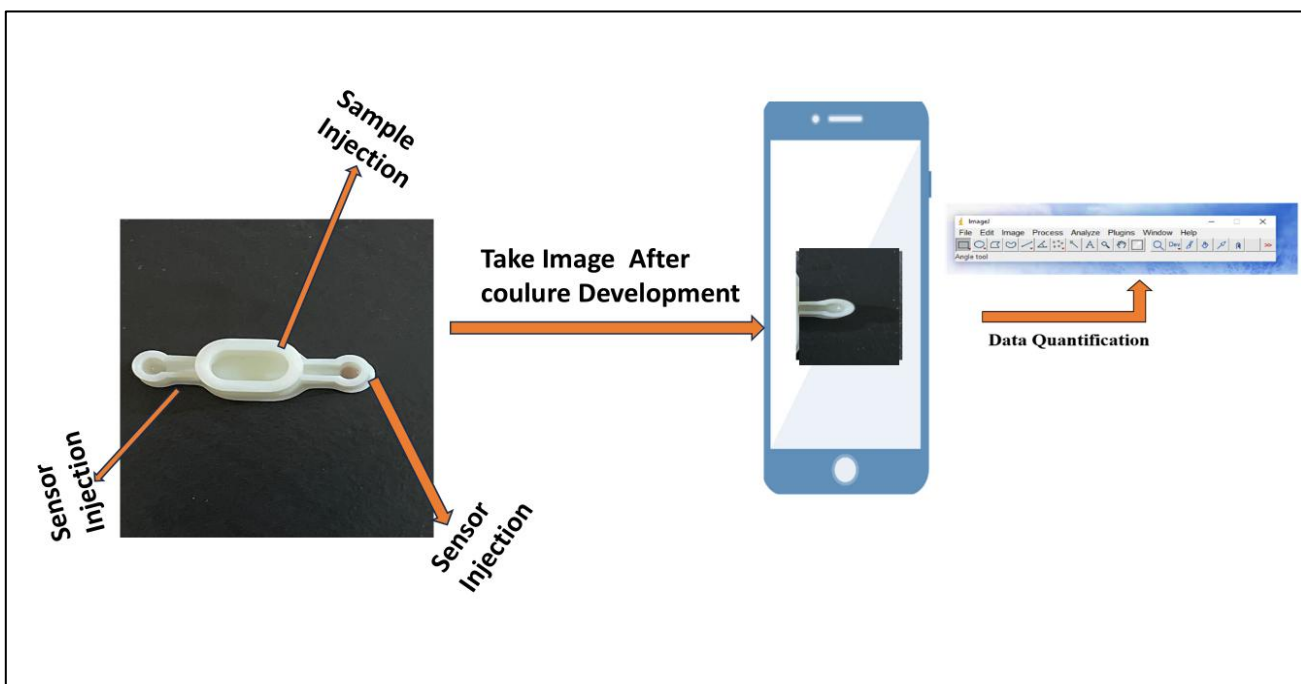 Sample
Injection
Sensor
Injection
Sensor
Injection
Take Image After
coulure Development
ImageJ
File Edit Image Process Analyze Plugins Window Help
Dev
Angle tool
Data Quantification